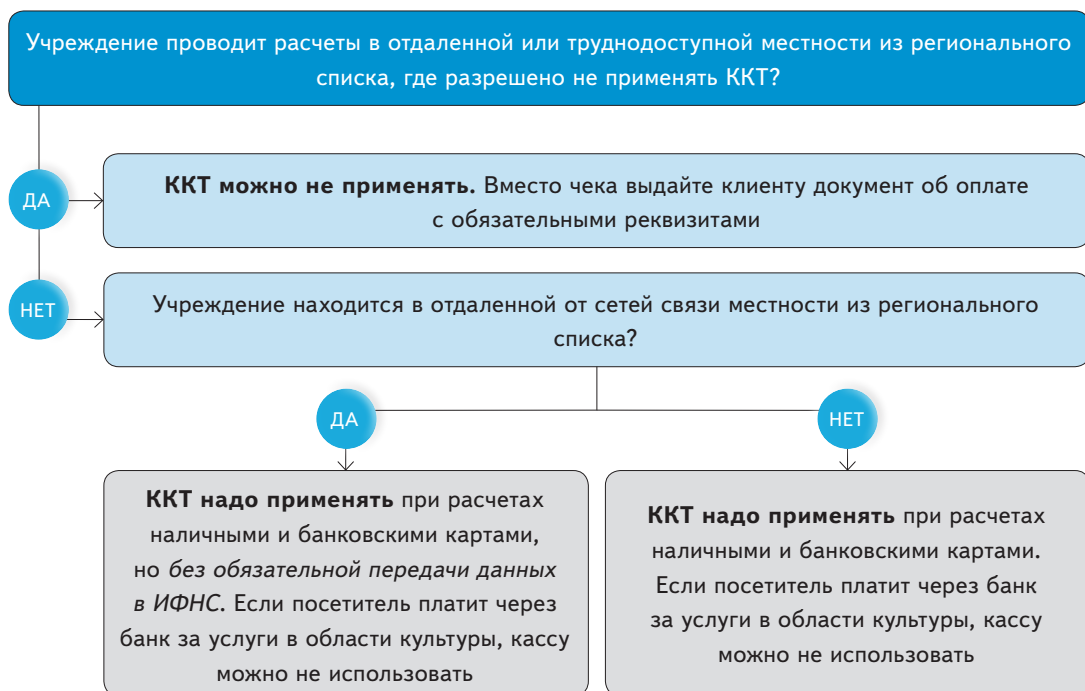 Учреждение проводит расчеты в отдаленной или труднодоступной местности из регионального
списка, где разрешено не применять ККТ?
ДА
ККТ можно не применять. Вместо чека выдайте клиенту документ об оплате
с обязательными реквизитами
НЕТ
Учреждение находится в отдаленной от сетей связи местности из регионального
списка?
ДА
НЕТ
ККТ надо применять при расчетах
наличными и банковскими картами,
но без обязательной передачи данных
в ИФНС. Если посетитель платит через
банк за услуги в области культуры, кассу
можно не использовать
ККТ надо применять при расчетах
наличными и банковскими картами.
Если посетитель платит через банк
за услуги в области культуры, кассу
можно не использовать